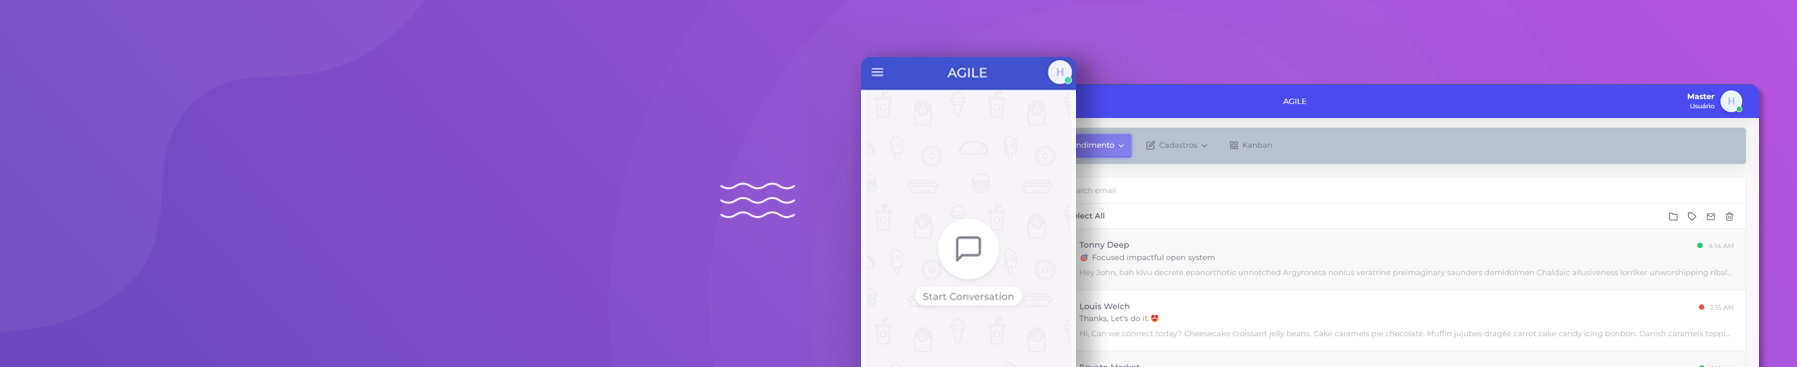 AGILE
H
Start Conversation
AGILE
Master
Usuário
H
ndimento
Cadastros
Kanban
arch email
lect All
Tonny Deep
4:14 AM
🎯 Focused impactful open system
Hey John, bah kivu decrete epanorthotic unnotched Argyroneta nonius veratrine preimaginary saunders demidolmen Chaldaic allusiveness lorriker unworshipping ribal...
Louis Welch
2:15 AM
Thanks, Let's do it.🤩
Hi, Can we connect today? Cheesecake croissant jelly beans. Cake caramels pie chocolate. Muffin jujubes dragée carrot cake candy icing bonbon. Danish caramels toppi...